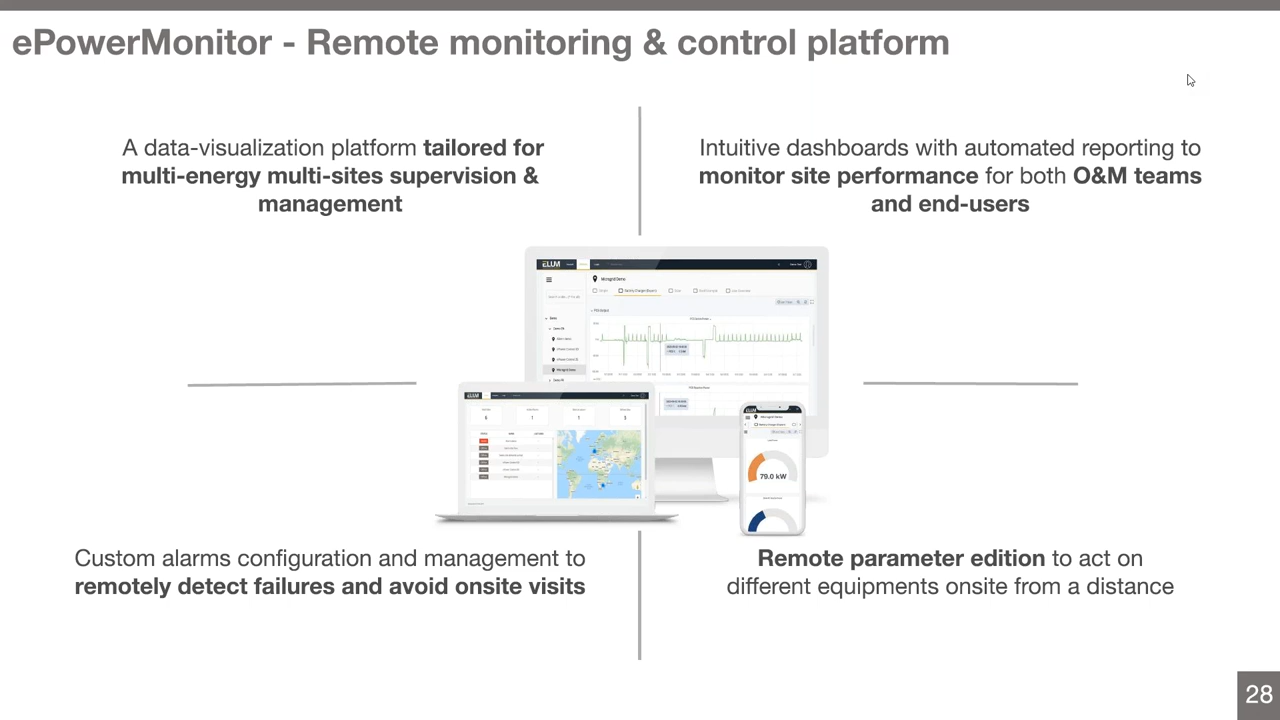 ePowerMonitor - Remote monitoring & control platform
A data-visualization platform tailored for
multi-energy multi-sites supervision &
management
Intuitive dashboards with automated reporting to
monitor site performance for both O&M teams
and end-users
ELUM
Microgrid Demo
ELUM
79.0 kW
Custom alarms configuration and management to
remotely detect failures and avoid onsite visits
Remote parameter edition to act on
different equipments onsite from a distance
28